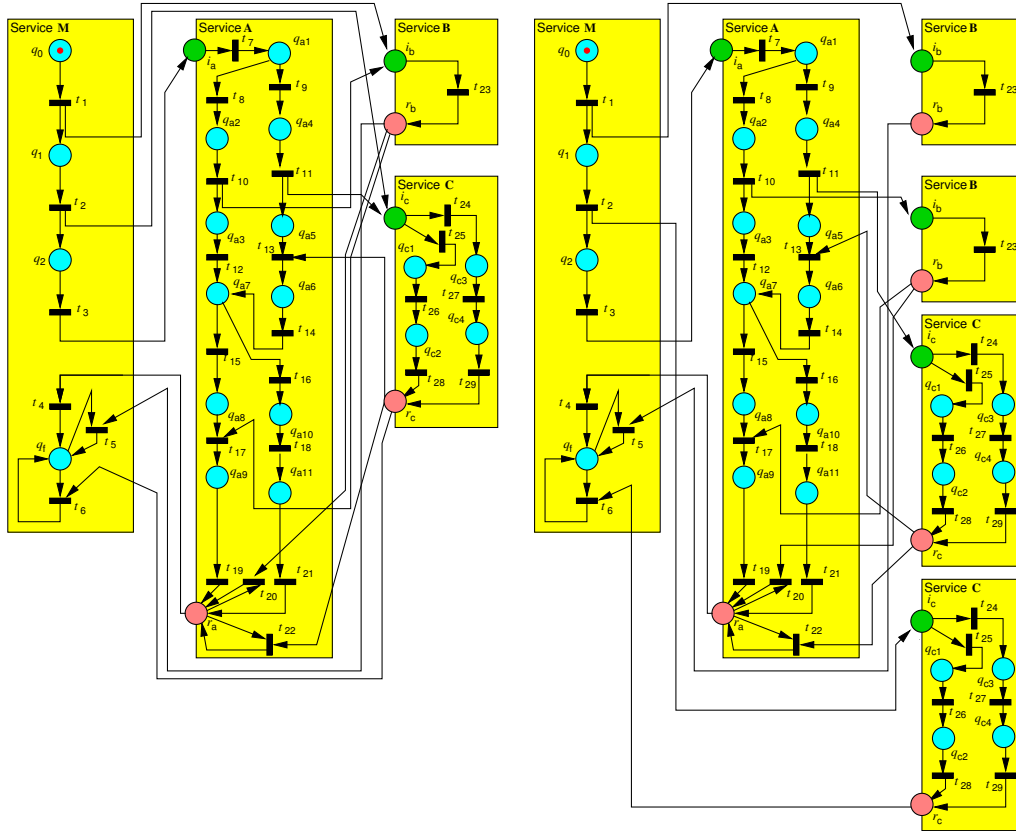 Service M
q0
t1
q1
t2
q2
t3
t4
t5
qf
t6
Service A
ia
t7
qa1
t8
t9
qa2
qa4
t10
t11
qa3
qa5
t12
t13
qa7
qa6
t14
t15
t16
qa8
qa10
t17
t18
qa9
qa11
t19
t20
t21
ra
t22
Service B
ib
t23
rb
Service C
ic
t24
t25
qc1
qc3
t26
t27
qc4
qc2
t28
t29
rc
Service M
q0
t1
q1
t2
q2
t3
t4
t5
qf
t6
Service A
ia
t7
qa1
t8
t9
qa2
qa4
t10
t11
qa3
qa5
t12
t13
qa7
qa6
t14
t15
t16
qa8
qa10
t17
t18
qa9
qa11
t19
t20
t21
ra
t22
Service B
ib
t23
rb
Service B
ib
t23
rb
Service C
ic
t24
t25
qc1
qc3
t26
t27
qc4
qc2
t28
t29
rc
Service C
ic
t24
t25
qc1
qc3
t26
t27
qc4
qc2
t28
t29
rc